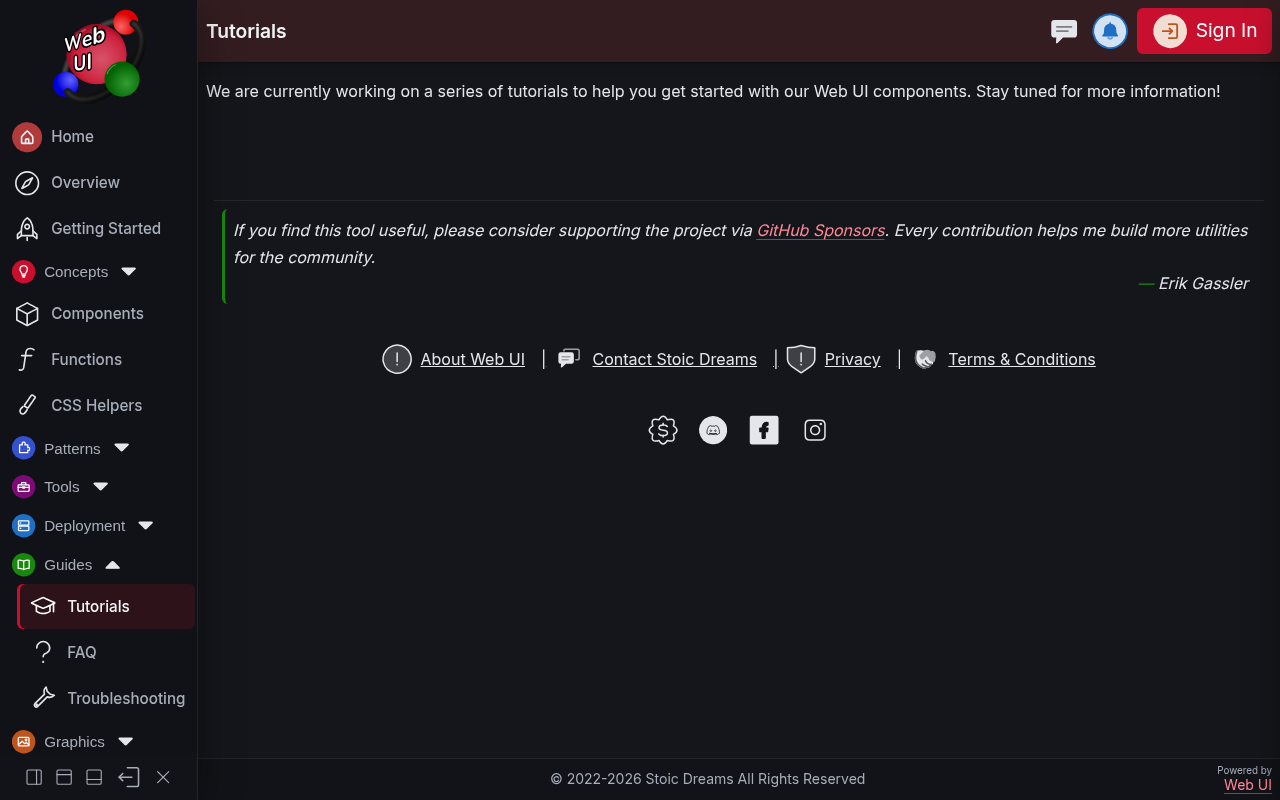 Web
UI
Home
Overview
Getting Started
Concepts
Components
Functions
CSS Helpers
Patterns
Tools
Deployment
Guides
Tutorials
FAQ
Troubleshooting
Graphics
Tutorials
Sign In
We are currently working on a series of tutorials to help you get started with our Web UI components. Stay tuned for more information!
If you find this tool useful, please consider supporting the project via GitHub Sponsors. Every contribution helps me build more utilities
for the community.
— Erik Gassler
About Web UI | Contact Stoic Dreams | Privacy | Terms & Conditions
© 2022-2026 Stoic Dreams All Rights Reserved
Powered by
Web UI